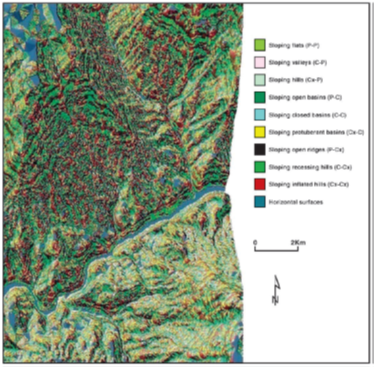 Sloping flats (P-P)
Sloping valleys (C-P)
Sloping hills (Cx-P)
Sloping open basins (P-C)
Sloping closed basins (C-C)
Sloping protuberant basins (Cx-C)
Sloping open ridges (P-Cx)
Sloping recessing hills (C-Cx)
Sloping inflated hills (Cx-Cx)
Horizontal surfaces
0 2Km
N